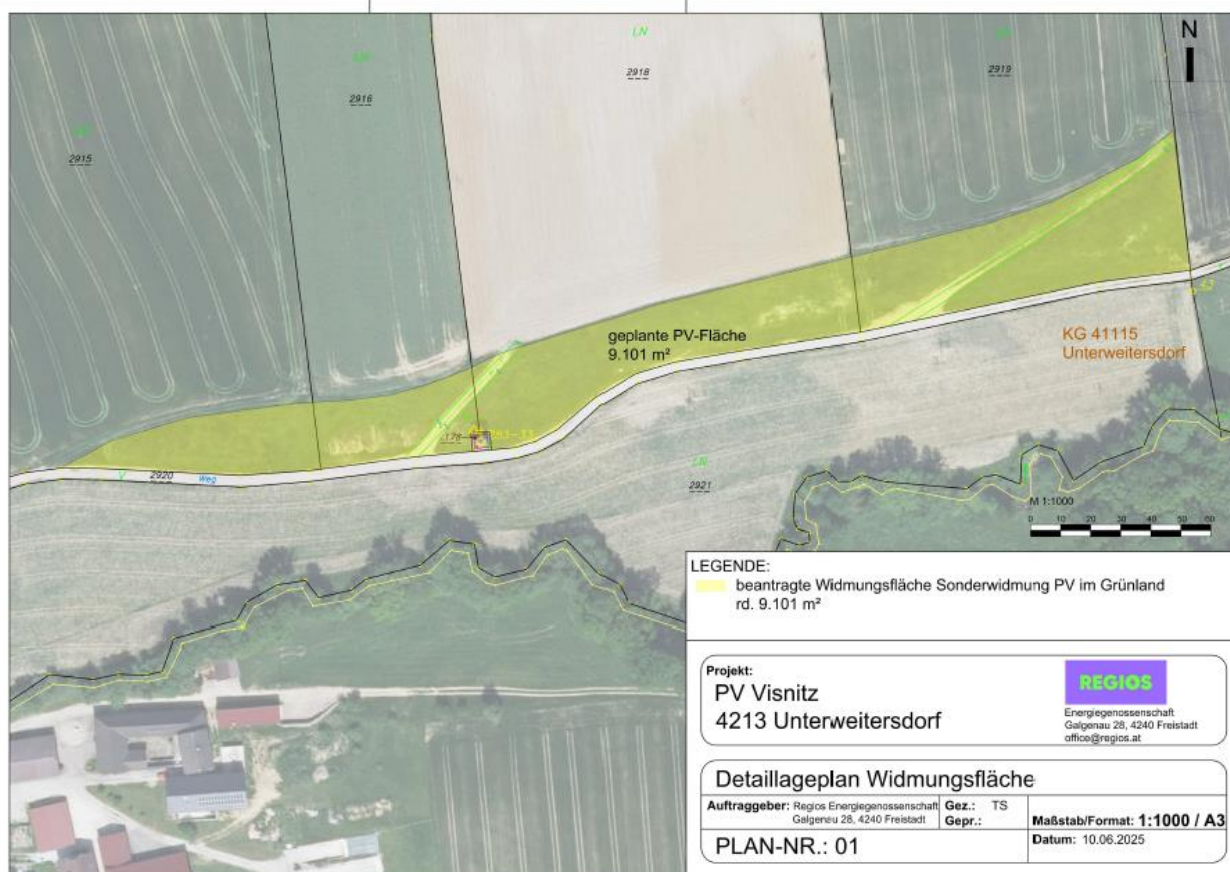 N
LN
2918
LN
2916
2919
2915
geplante PV-Fläche
9.101 m²
KG 41115
Unterweitersdorf
.178
2920
Weg
LN
2921
M 1:1000
0 10 20 30 40 50 60
LEGENDE:
beantragte Widmungsfläche Sonderwidmung PV im Grünland
rd. 9.101 m²
Projekt:
PV Visnitz
4213 Unterweitersdorf
REGIOS
Energiegenossenschaft
Galgenau 28, 4240 Freistadt
office@regios.at
Detaillageplan Widmungsfläche
Auftraggeber: Regios Energiegenossenschaft
Galgenau 28, 4240 Freistadt
Gez.: TS
Gepr.:
Maßstab/Format: 1:1000 / A3
PLAN-NR.: 01
Datum: 10.06.2025